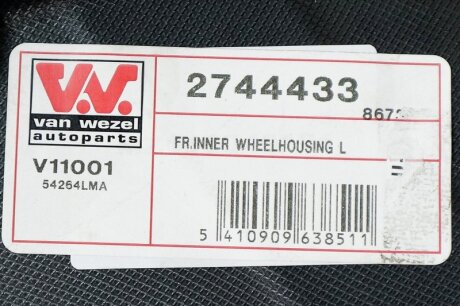 V.W.
van wezel
autoparts
V11001
54264LMA
2744433
FR.INNER WHEELHOUSING L
5 410909 638511